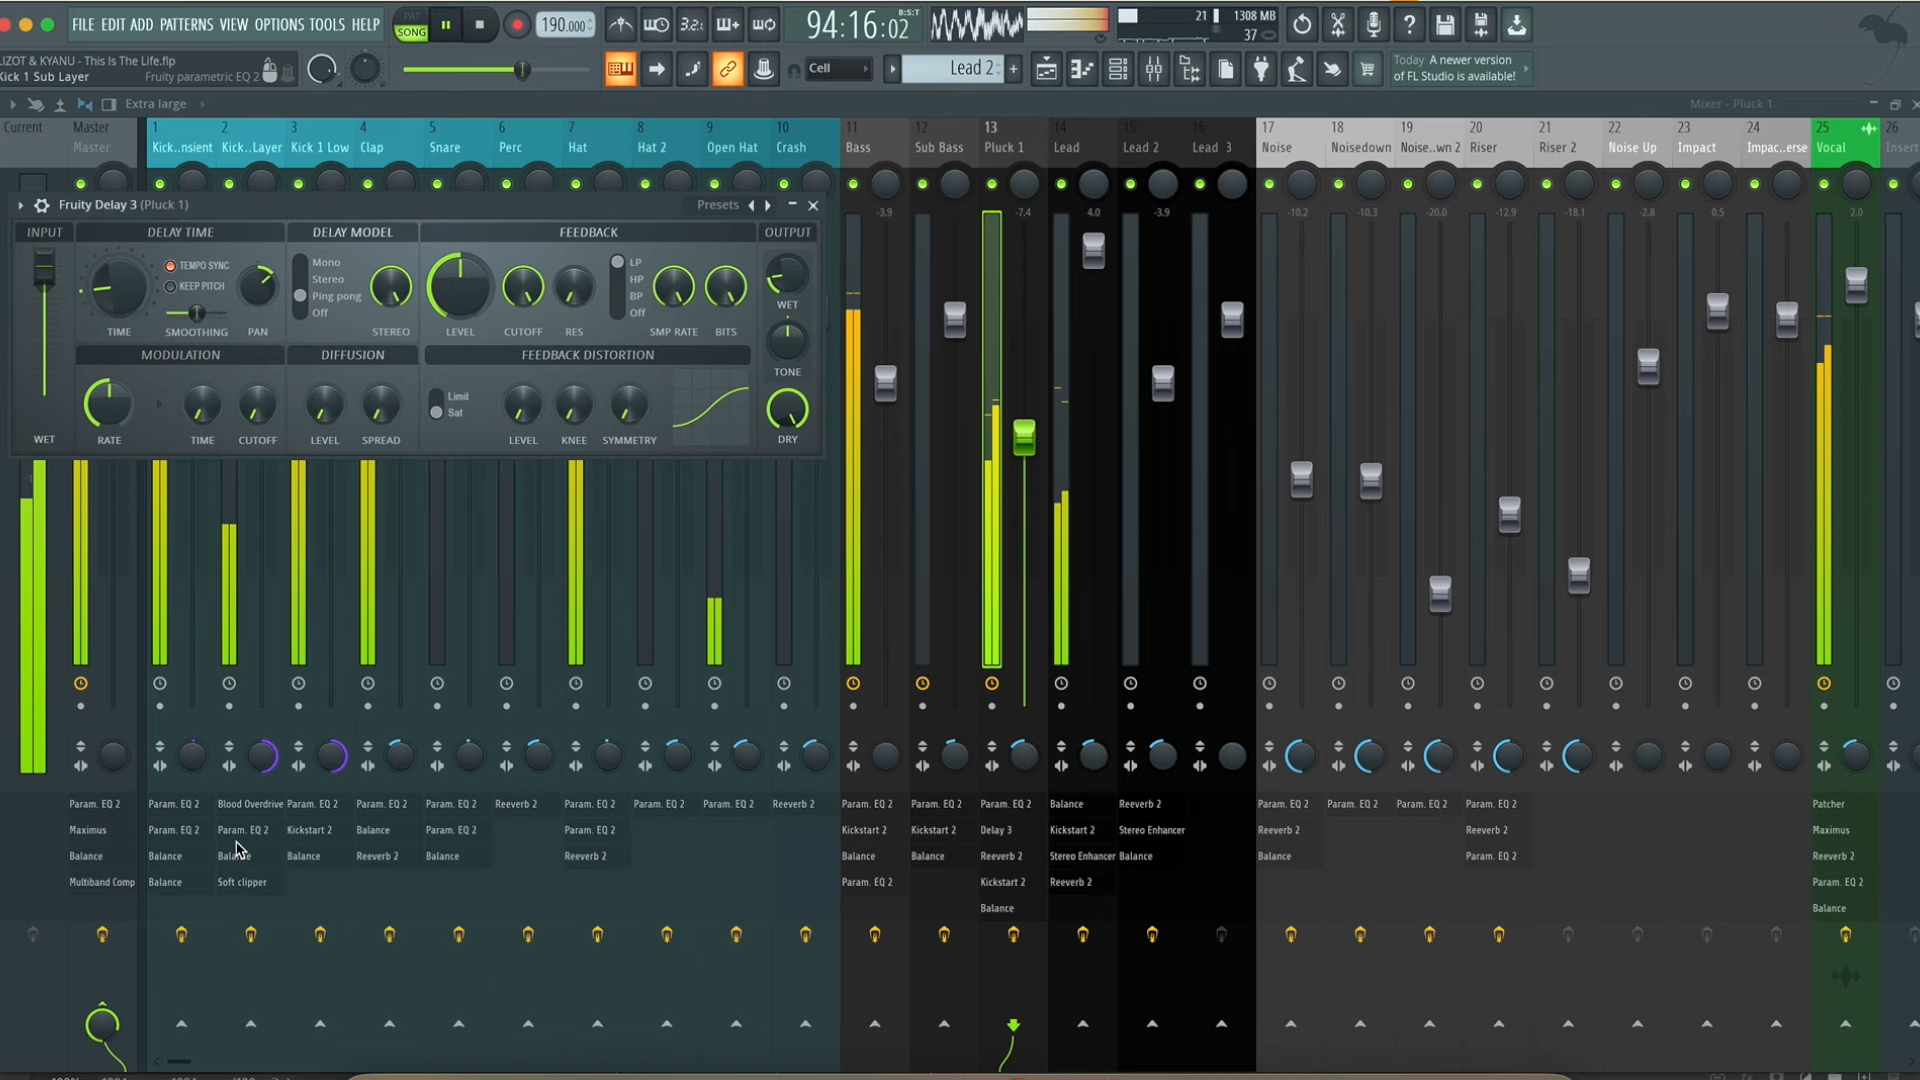 FILE EDIT ADD PATTERNS VIEW OPTIONS TOOLS HELP
PAT
SONG
190.000
3.2.
94:16:02
B:S:T
21
1308 MB
37
LIZOT & KYANU - This Is The Life.flp
Kick 1 Sub Layer
Fruity parametric EQ 2
Cell
Lead 2
Today
A newer version
of FL Studio is available!
Extra large
Mixer - Pluck 1
Current
Master
Master
1
Kick..nsient
2
Kick..Layer
3
Kick 1 Low
4
Clap
5
Snare
6
Perc
7
Hat
8
Hat 2
9
Open Hat
10
Crash
11
Bass
12
Sub Bass
13
Pluck 1
14
Lead
15
Lead 2
16
Lead 3
17
Noise
18
Noisedown
19
Noise..wn 2
20
Riser
21
Riser 2
22
Noise Up
23
Impact
24
Impac..erse
25
Vocal
26
Insert
-3.9
-7.4
4.0
-3.9
-10.2
-10.3
-20.0
-12.9
-18.1
-2.8
0.5
2.0
Fruity Delay 3 (Pluck 1)
Presets
INPUT
DELAY TIME
DELAY MODEL
FEEDBACK
OUTPUT
TEMPO SYNC
KEEP PITCH
TIME
SMOOTHING
PAN
Mono
Stereo
Ping pong
Off
STEREO
LEVEL
CUTOFF
RES
LP
HP
BP
Off
SMP RATE
BITS
WET
TONE
MODULATION
DIFFUSION
FEEDBACK DISTORTION
Limit
Sat
WET
RATE
TIME
CUTOFF
LEVEL
SPREAD
LEVEL
KNEE
SYMMETRY
DRY
Param. EQ 2
Param. EQ 2
Blood Overdrive
Param. EQ 2
Param. EQ 2
Param. EQ 2
Reeverb 2
Param. EQ 2
Param. EQ 2
Param. EQ 2
Reeverb 2
Param. EQ 2
Param. EQ 2
Param. EQ 2
Balance
Reeverb 2
Param. EQ 2
Param. EQ 2
Param. EQ 2
Param. EQ 2
Patcher
Maximus
Param. EQ 2
Param. EQ 2
Kickstart 2
Balance
Param. EQ 2
Param. EQ 2
Kickstart 2
Kickstart 2
Delay 3
Kickstart 2
Stereo Enhancer
Reeverb 2
Reeverb 2
Maximus
Balance
Balance
Balance
Balance
Reeverb 2
Balance
Reeverb 2
Balance
Balance
Reeverb 2
Stereo Enhancer
Balance
Balance
Param. EQ 2
Reeverb 2
Multiband Comp
Balance
Soft clipper
Param. EQ 2
Kickstart 2
Reeverb 2
Param. EQ 2
Balance
Balance